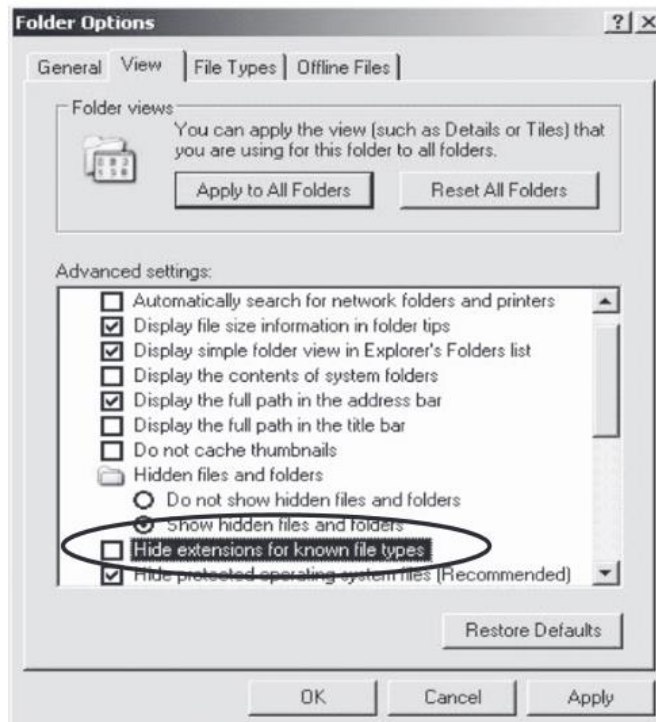 Folder Options
General View File Types Offline Files
Folder views
You can apply the view (such as Details or Tiles) that
you are using for this folder to all folders.
Apply to All Folders Reset All Folders
Advanced settings:
Automatically search for network folders and printers
Display file size information in folder tips
Display simple folder view in Explorer's Folders list
Display the contents of system folders
Display the full path in the address bar
Display the full path in the title bar
Do not cache thumbnails
Hidden files and folders
Do not show hidden files and folders
Show hidden files and folders
Hide extensions for known file types
Hide protected operating system files (Recommended)
Restore Defaults
OK Cancel Apply